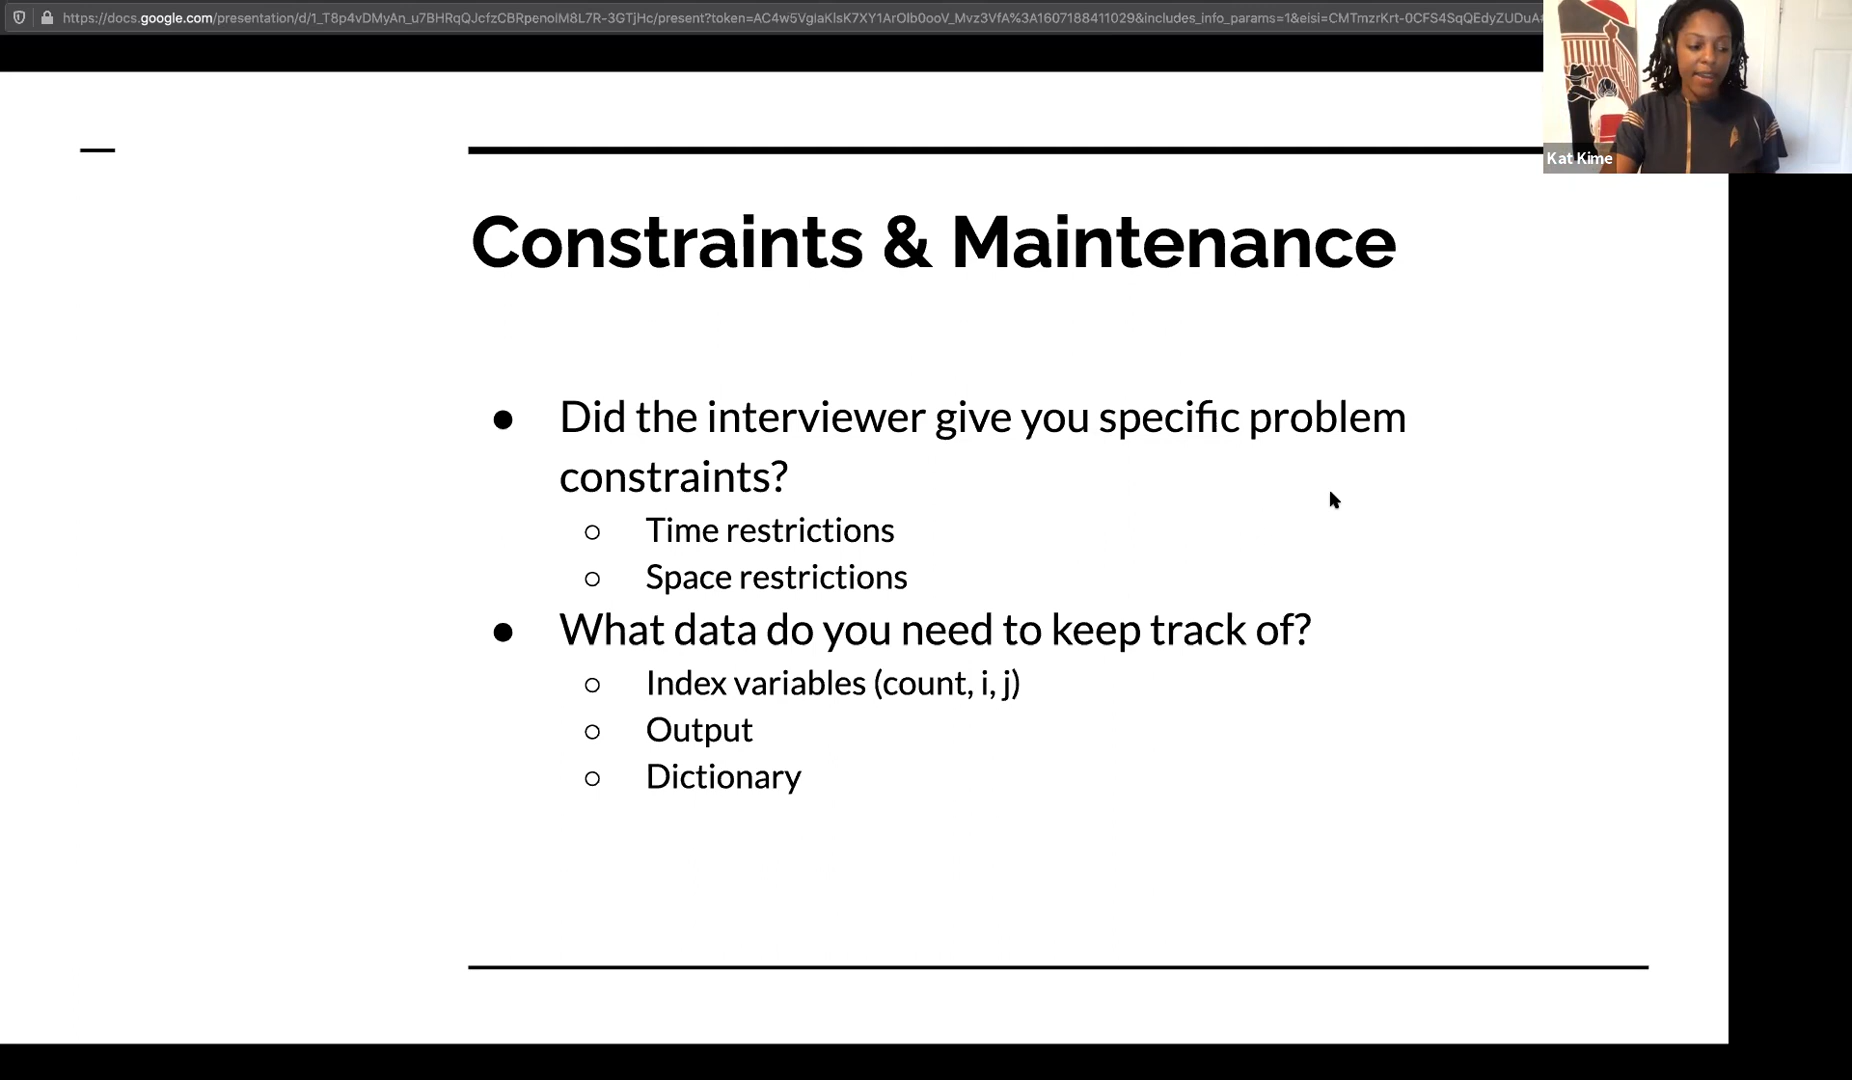 https://docs.google.com/presentation/d/1_T8p4vDMyAn_u7BHRqQJcfzCBRpenoIM8L7R-3GTjHc/present?token=AC4w5VglaKlsK7XY1ArOIb0ooV_Mvz3VfA%3A1607188411029&includes_info_params=1&eisi=CMTmzrKrt-0CFS4SqQEdyZUDuA#
Kat Kime
Constraints & Maintenance
● Did the interviewer give you specific problem
constraints?
○ Time restrictions
○ Space restrictions
● What data do you need to keep track of?
○ Index variables (count, i, j)
○ Output
○ Dictionary